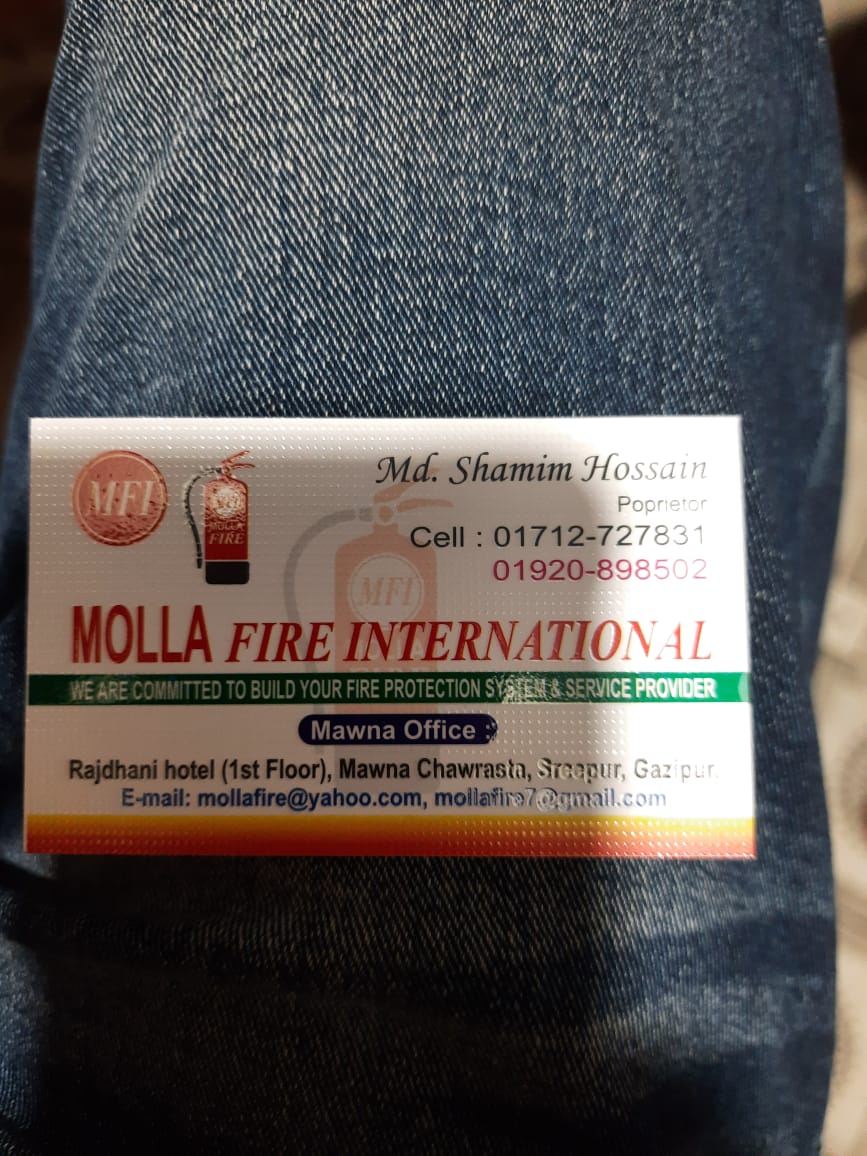 MFI
MOLLA
FIRE
Md. Shamim Hossain
Poprietor
Cell : 01712-727831
01920-898502
MFI
MOLLA FIRE INTERNATIONAL
WE ARE COMMITTED TO BUILD YOUR FIRE PROTECTION SYSTEM & SERVICE PROVIDER
Mawna Office :
Rajdhani hotel (1st Floor), Mawna Chawrasta, Sreepur, Gazipur.
E-mail: mollafire@yahoo.com, mollafire7@gmail.com